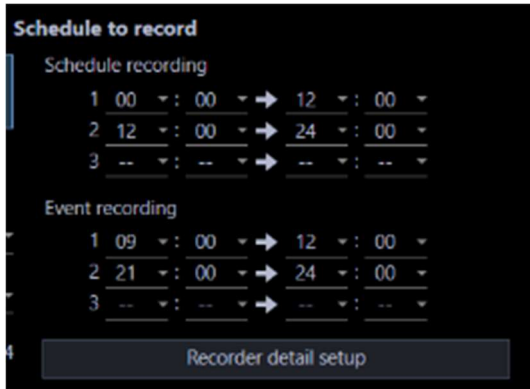 Schedule to record
Schedule recording
1 00 : 00 → 12 : 00
2 12 : 00 → 24 : 00
3 -- : -- → -- : --
Event recording
1 09 : 00 → 12 : 00
2 21 : 00 → 24 : 00
3 -- : -- → -- : --
4 Recorder detail setup